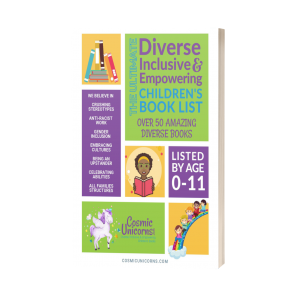 THE ULTIMATE
Diverse
Inclusive &
Empowering
CHILDREN'S
BOOK LIST
OVER 50 AMAZING
DIVERSE BOOKS
WE BELIEVE IN
CRUSHING
STEREOTYPES
ANTI-RACIST
WORK
GENDER
INCLUSION
EMBRACING
CULTURES
BEING AN
UPSTANDER
CELEBRATING
ABILITIES
ALL FAMILIES
STRUCTURES
LISTED
BY AGE
0-11
Cosmic
Unicorns!
COSMICUNICORNS.COM